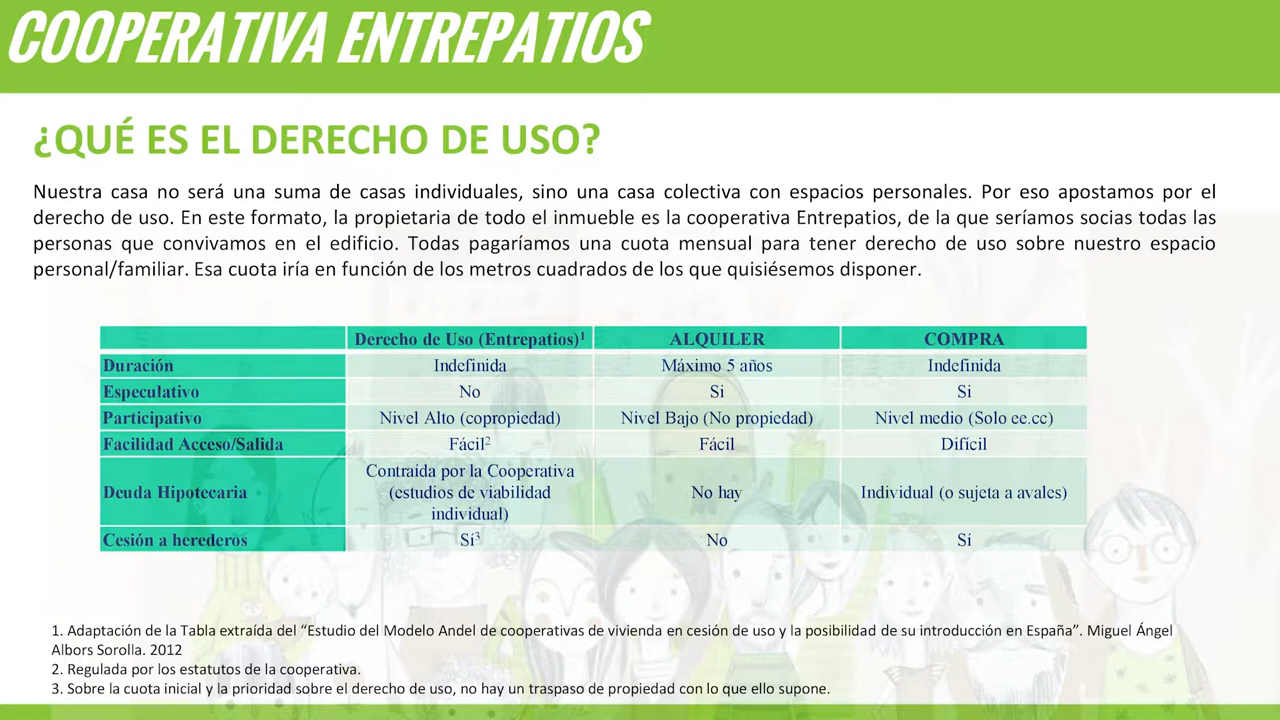 COOPERATIVA ENTREPATIOS
¿QUÉ ES EL DERECHO DE USO?
Nuestra casa no será una suma de casas individuales, sino una casa colectiva con espacios personales. Por eso apostamos por el
derecho de uso. En este formato, la propietaria de todo el inmueble es la cooperativa Entrepatios, de la que seríamos socias todas las
personas que convivamos en el edificio. Todas pagaríamos una cuota mensual para tener derecho de uso sobre nuestro espacio
personal/familiar. Esa cuota iría en función de los metros cuadrados de los que quisiésemos disponer.
Derecho de Uso (Entrepatios)¹ ALQUILER COMPRA
Duración Indefinida Máximo 5 años Indefinida
Especulativo No Si Si
Participativo Nivel Alto (copropiedad) Nivel Bajo (No propiedad) Nivel medio (Solo ee.cc)
Facilidad Acceso/Salida Fácil² Fácil Difícil
Deuda Hipotecaria Contraída por la Cooperativa
(estudios de viabilidad No hay Individual (o sujeta a avales)
individual)
Cesión a herederos Sí³ No Sí
1. Adaptación de la Tabla extraída del “Estudio del Modelo Andel de cooperativas de vivienda en cesión de uso y la posibilidad de su introducción en España”. Miguel Ángel
Albors Sorolla. 2012
2. Regulada por los estatutos de la cooperativa.
3. Sobre la cuota inicial y la prioridad sobre el derecho de uso, no hay un traspaso de propiedad con lo que ello supone.